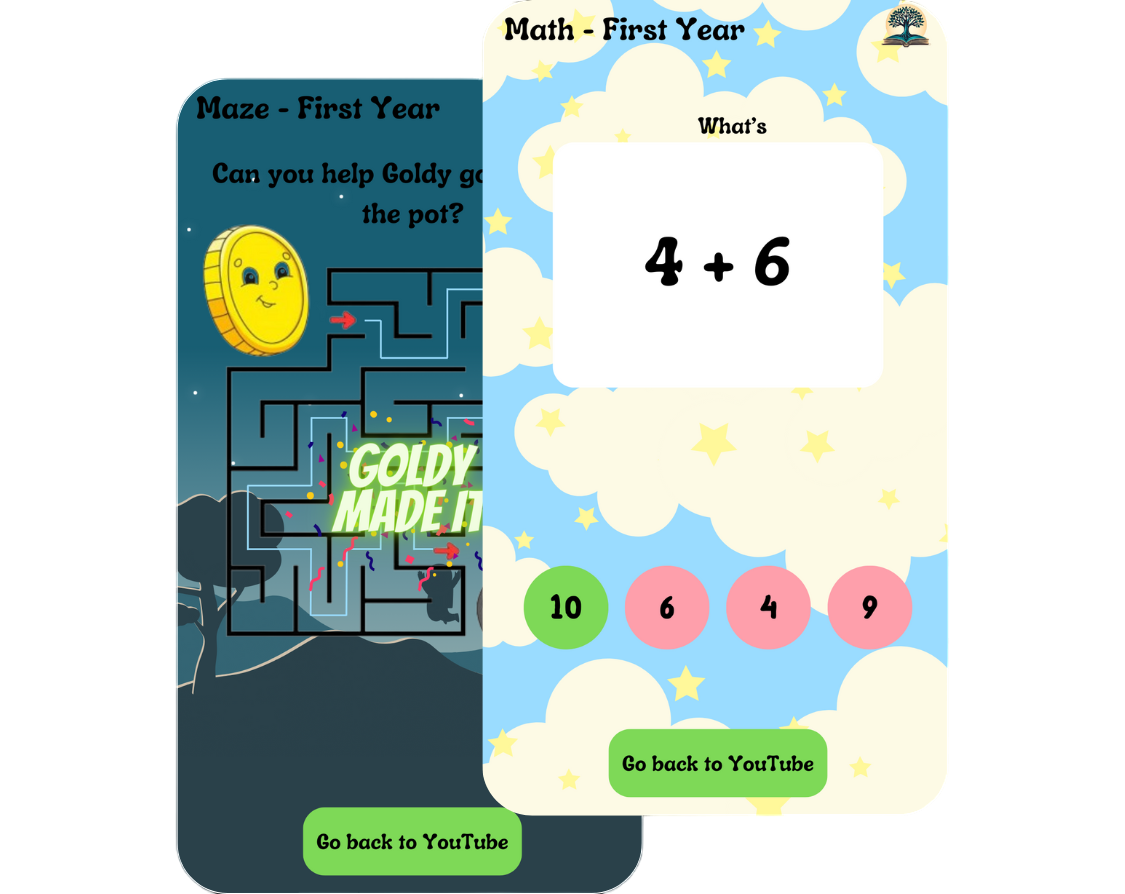 Math - First Year
What's
4 + 6
10 6 4 9
Go back to YouTube
Maze - First Year
Can you help Goldy
the pot?
GOLDY
MADE IT
Go back to YouTube